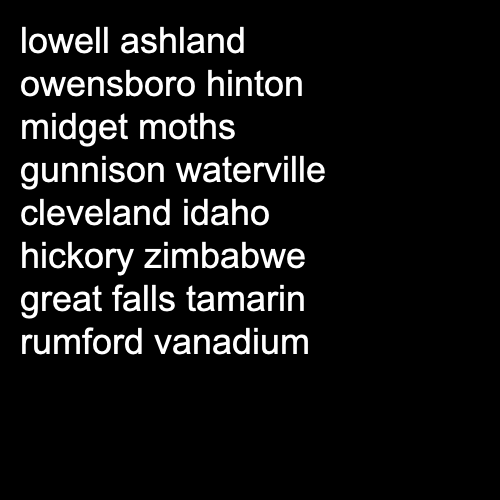 lowell ashland
owensboro hinton
midget moths
gunnison waterville
cleveland idaho
hickory zimbabwe
great falls tamarin
rumford vanadium